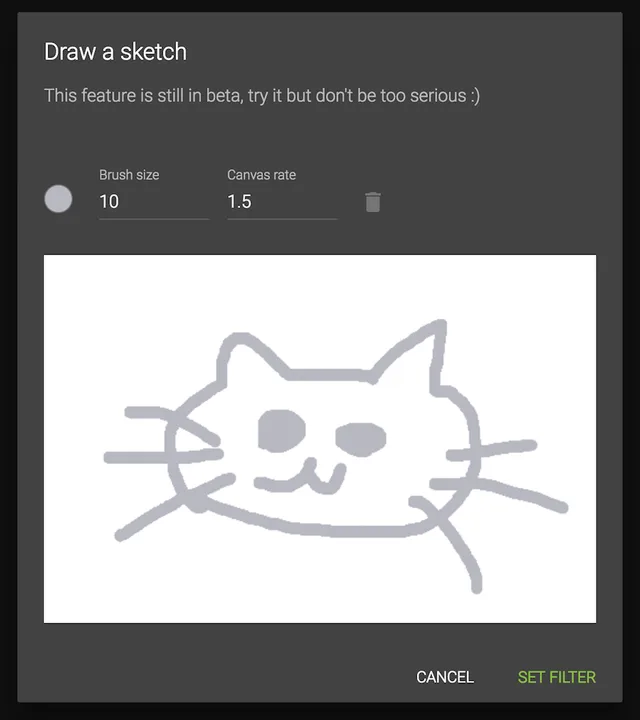 Draw a sketch
This feature is still in beta, try it but don't be too serious :)
Brush size
Canvas rate
10
1.5
CANCEL
SET FILTER